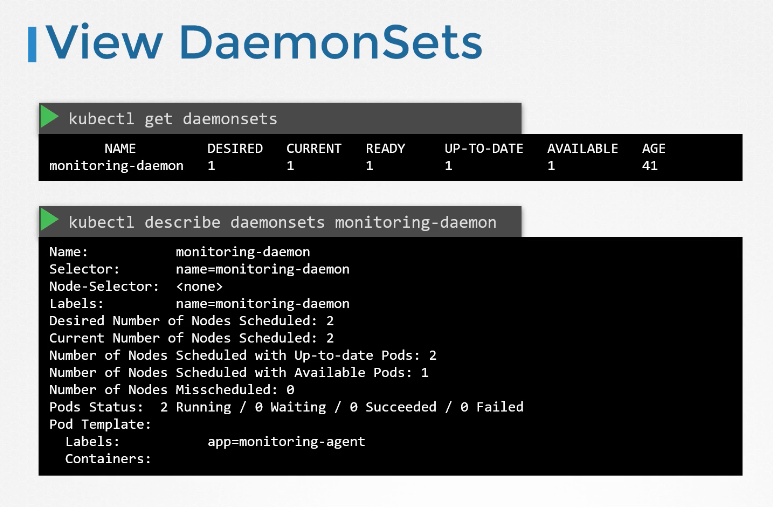 View DaemonSets
kubectl get daemonsets
NAME DESIRED CURRENT READY UP-TO-DATE AVAILABLE AGE
monitoring-daemon 1 1 1 1 1 41
kubectl describe daemonsets monitoring-daemon
Name: monitoring-daemon
Selector: name=monitoring-daemon
Node-Selector: <none>
Labels: name=monitoring-daemon
Desired Number of Nodes Scheduled: 2
Current Number of Nodes Scheduled: 2
Number of Nodes Scheduled with Up-to-date Pods: 2
Number of Nodes Scheduled with Available Pods: 1
Number of Nodes Misscheduled: 0
Pods Status: 2 Running / 0 Waiting / 0 Succeeded / 0 Failed
Pod Template:
Labels: app=monitoring-agent
Containers: